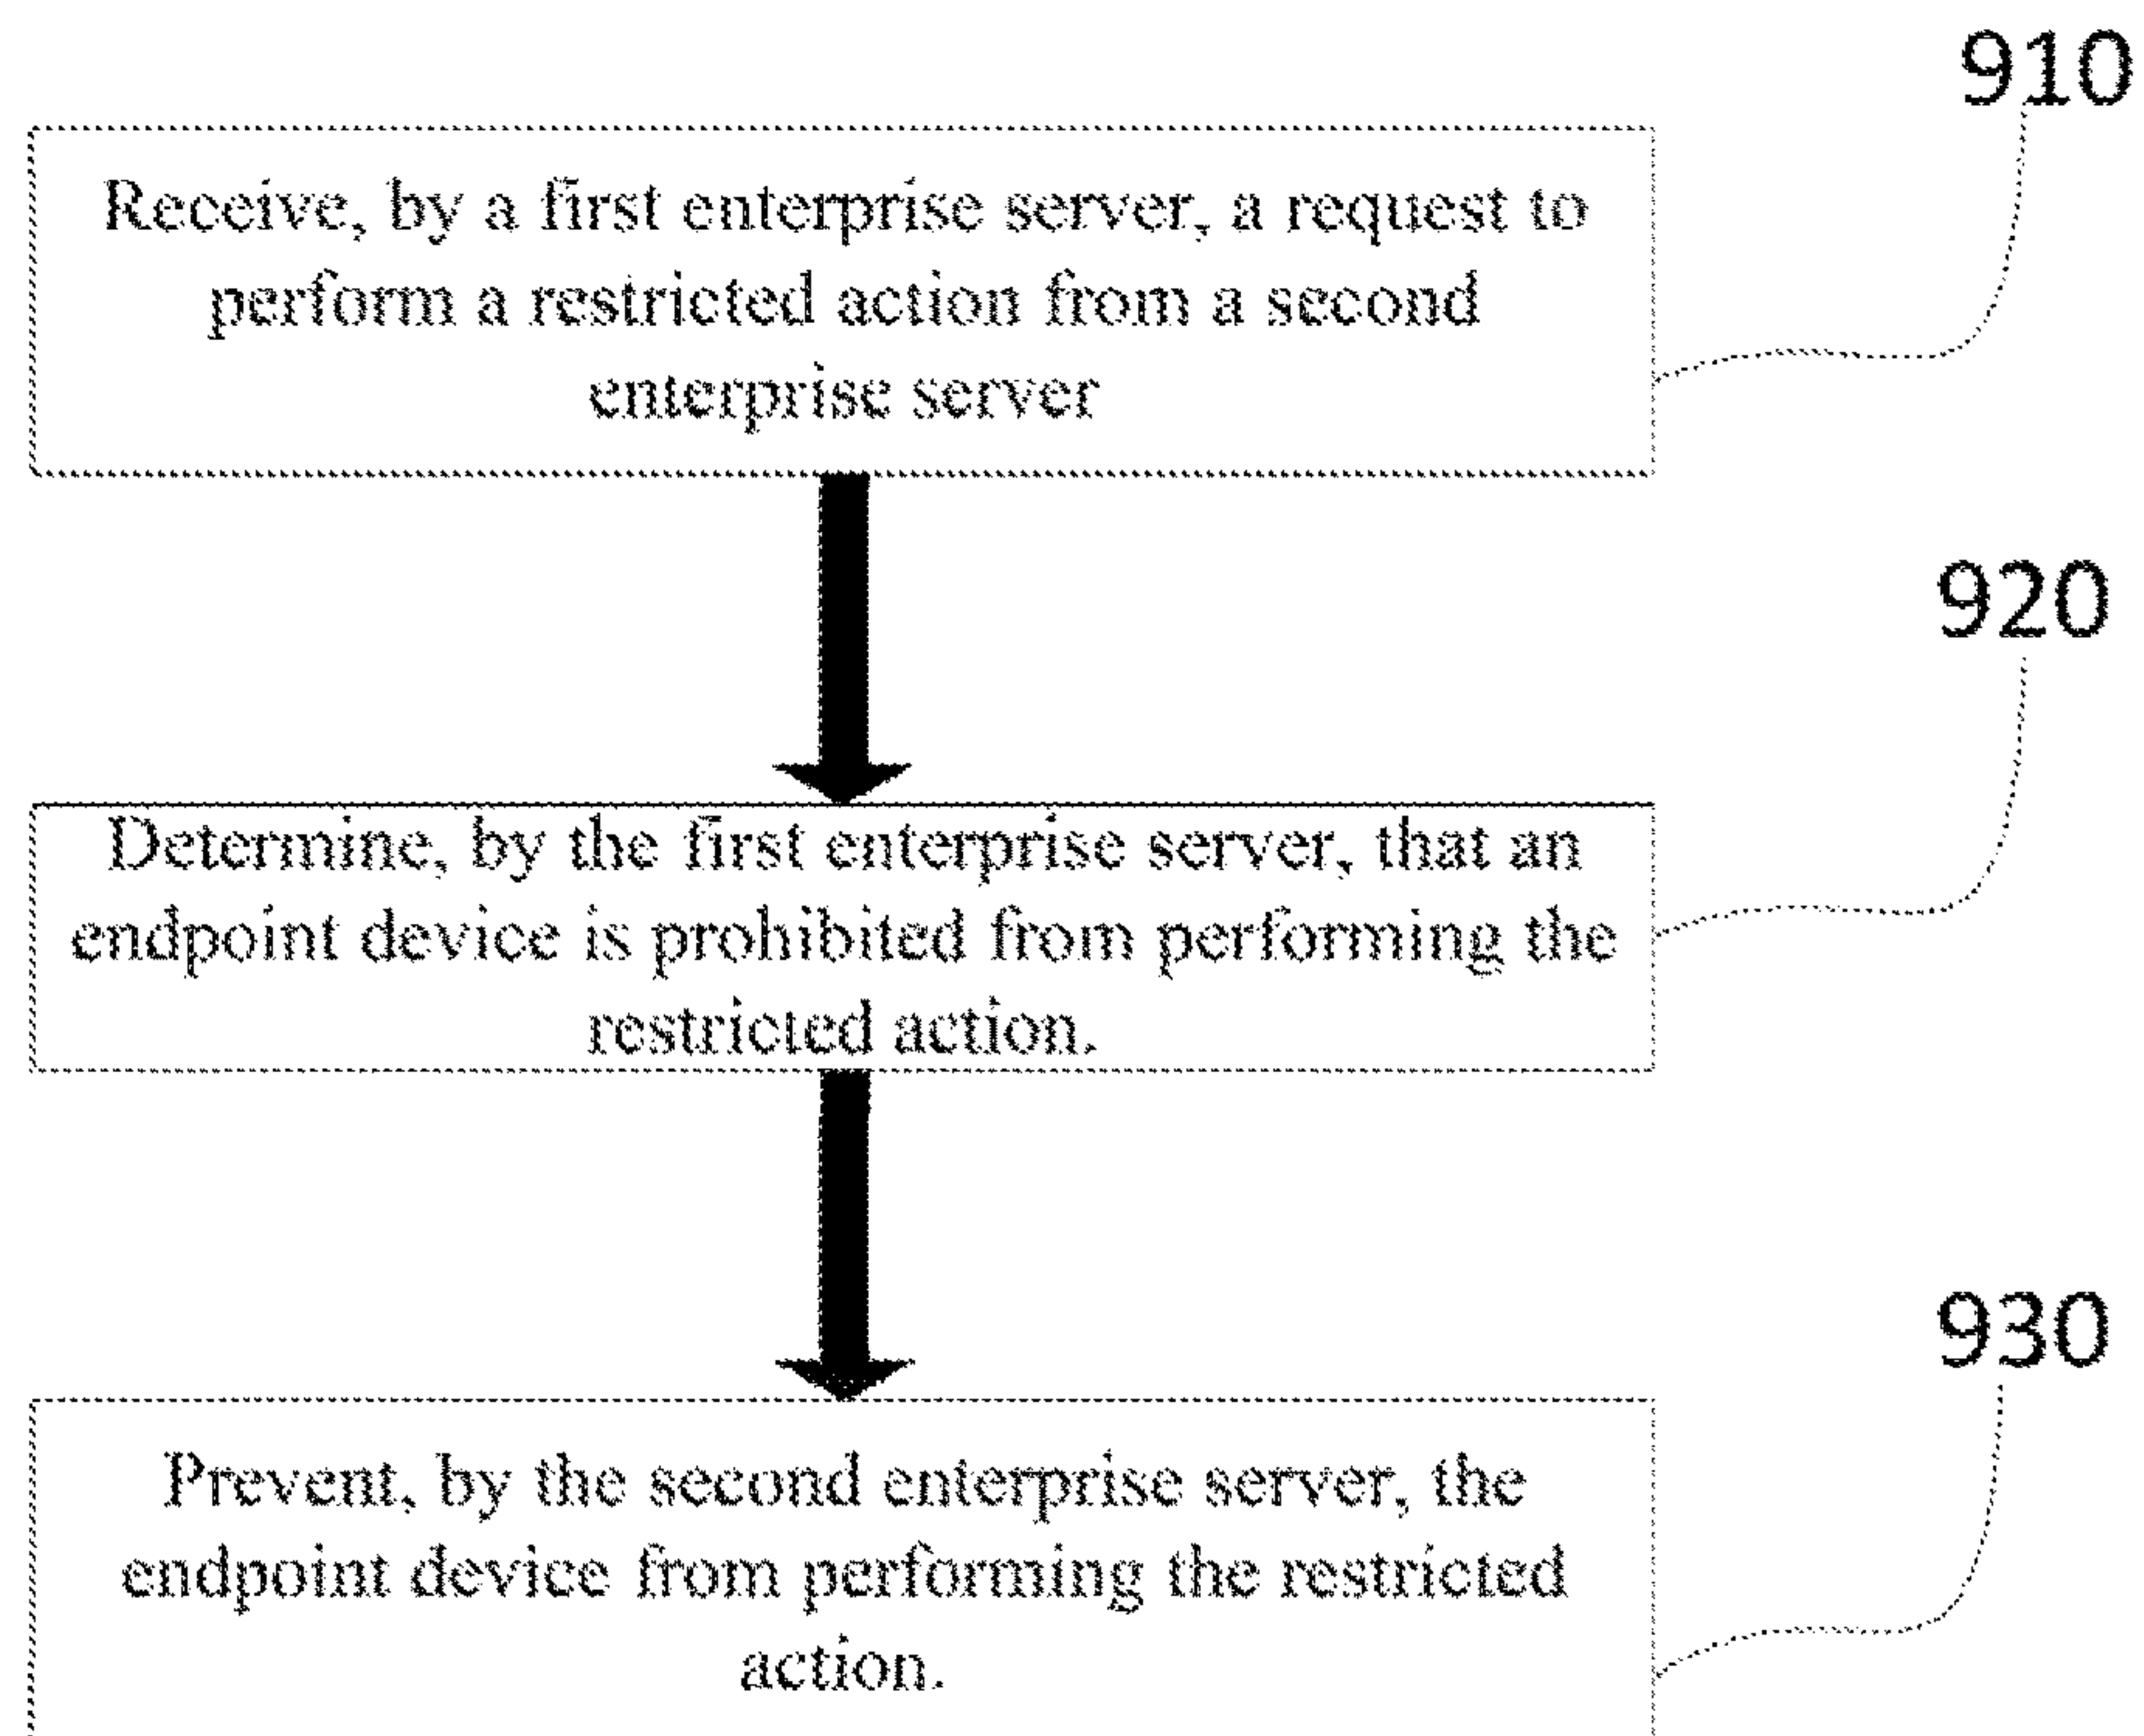 910
Receive, by a first enterprise server, a request to
perform a restricted action from a second
enterprise server
920
Determine, by the first enterprise server, that an
endpoint device is prohibited from performing the
restricted action.
930
Prevent, by the second enterprise server, the
endpoint device from performing the restricted
action.